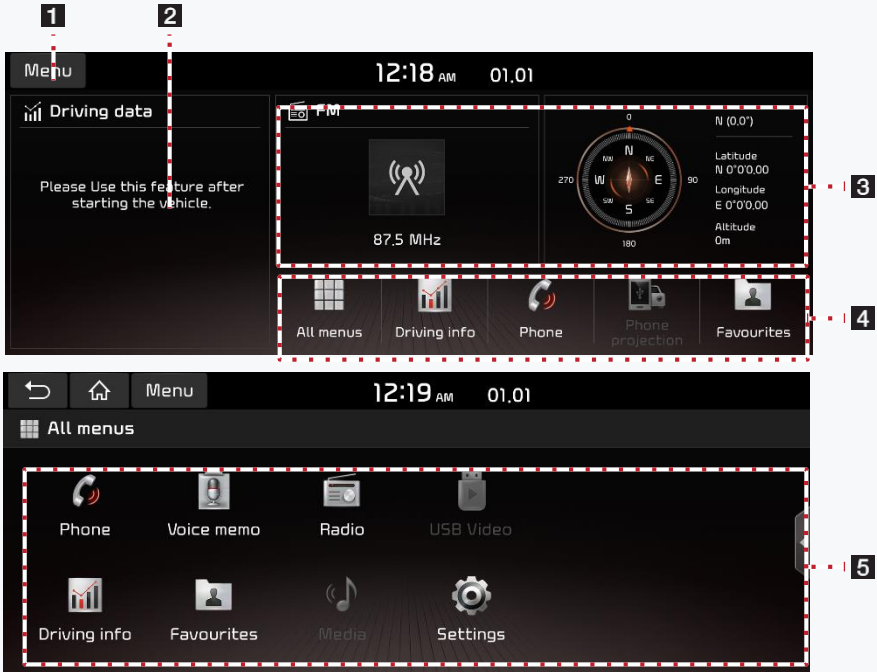 1 2
Menu 12:18 AM 01.01
Driving data
Please Use this feature after
starting the vehicle.
FM
87.5 MHz
0
90
180
270
N
NE
E
SE
S
SW
W
NW
N (0,0°)
Latitude
N 0°0'0,00
Longitude
E 0°0'0,00
Altitude
0m
3
All menus Driving info Phone Phone
projection Favourites
4
Menu 12:19 AM 01.01
All menus
Phone Voice memo Radio USB Video
Driving info Favourites Media Settings
5